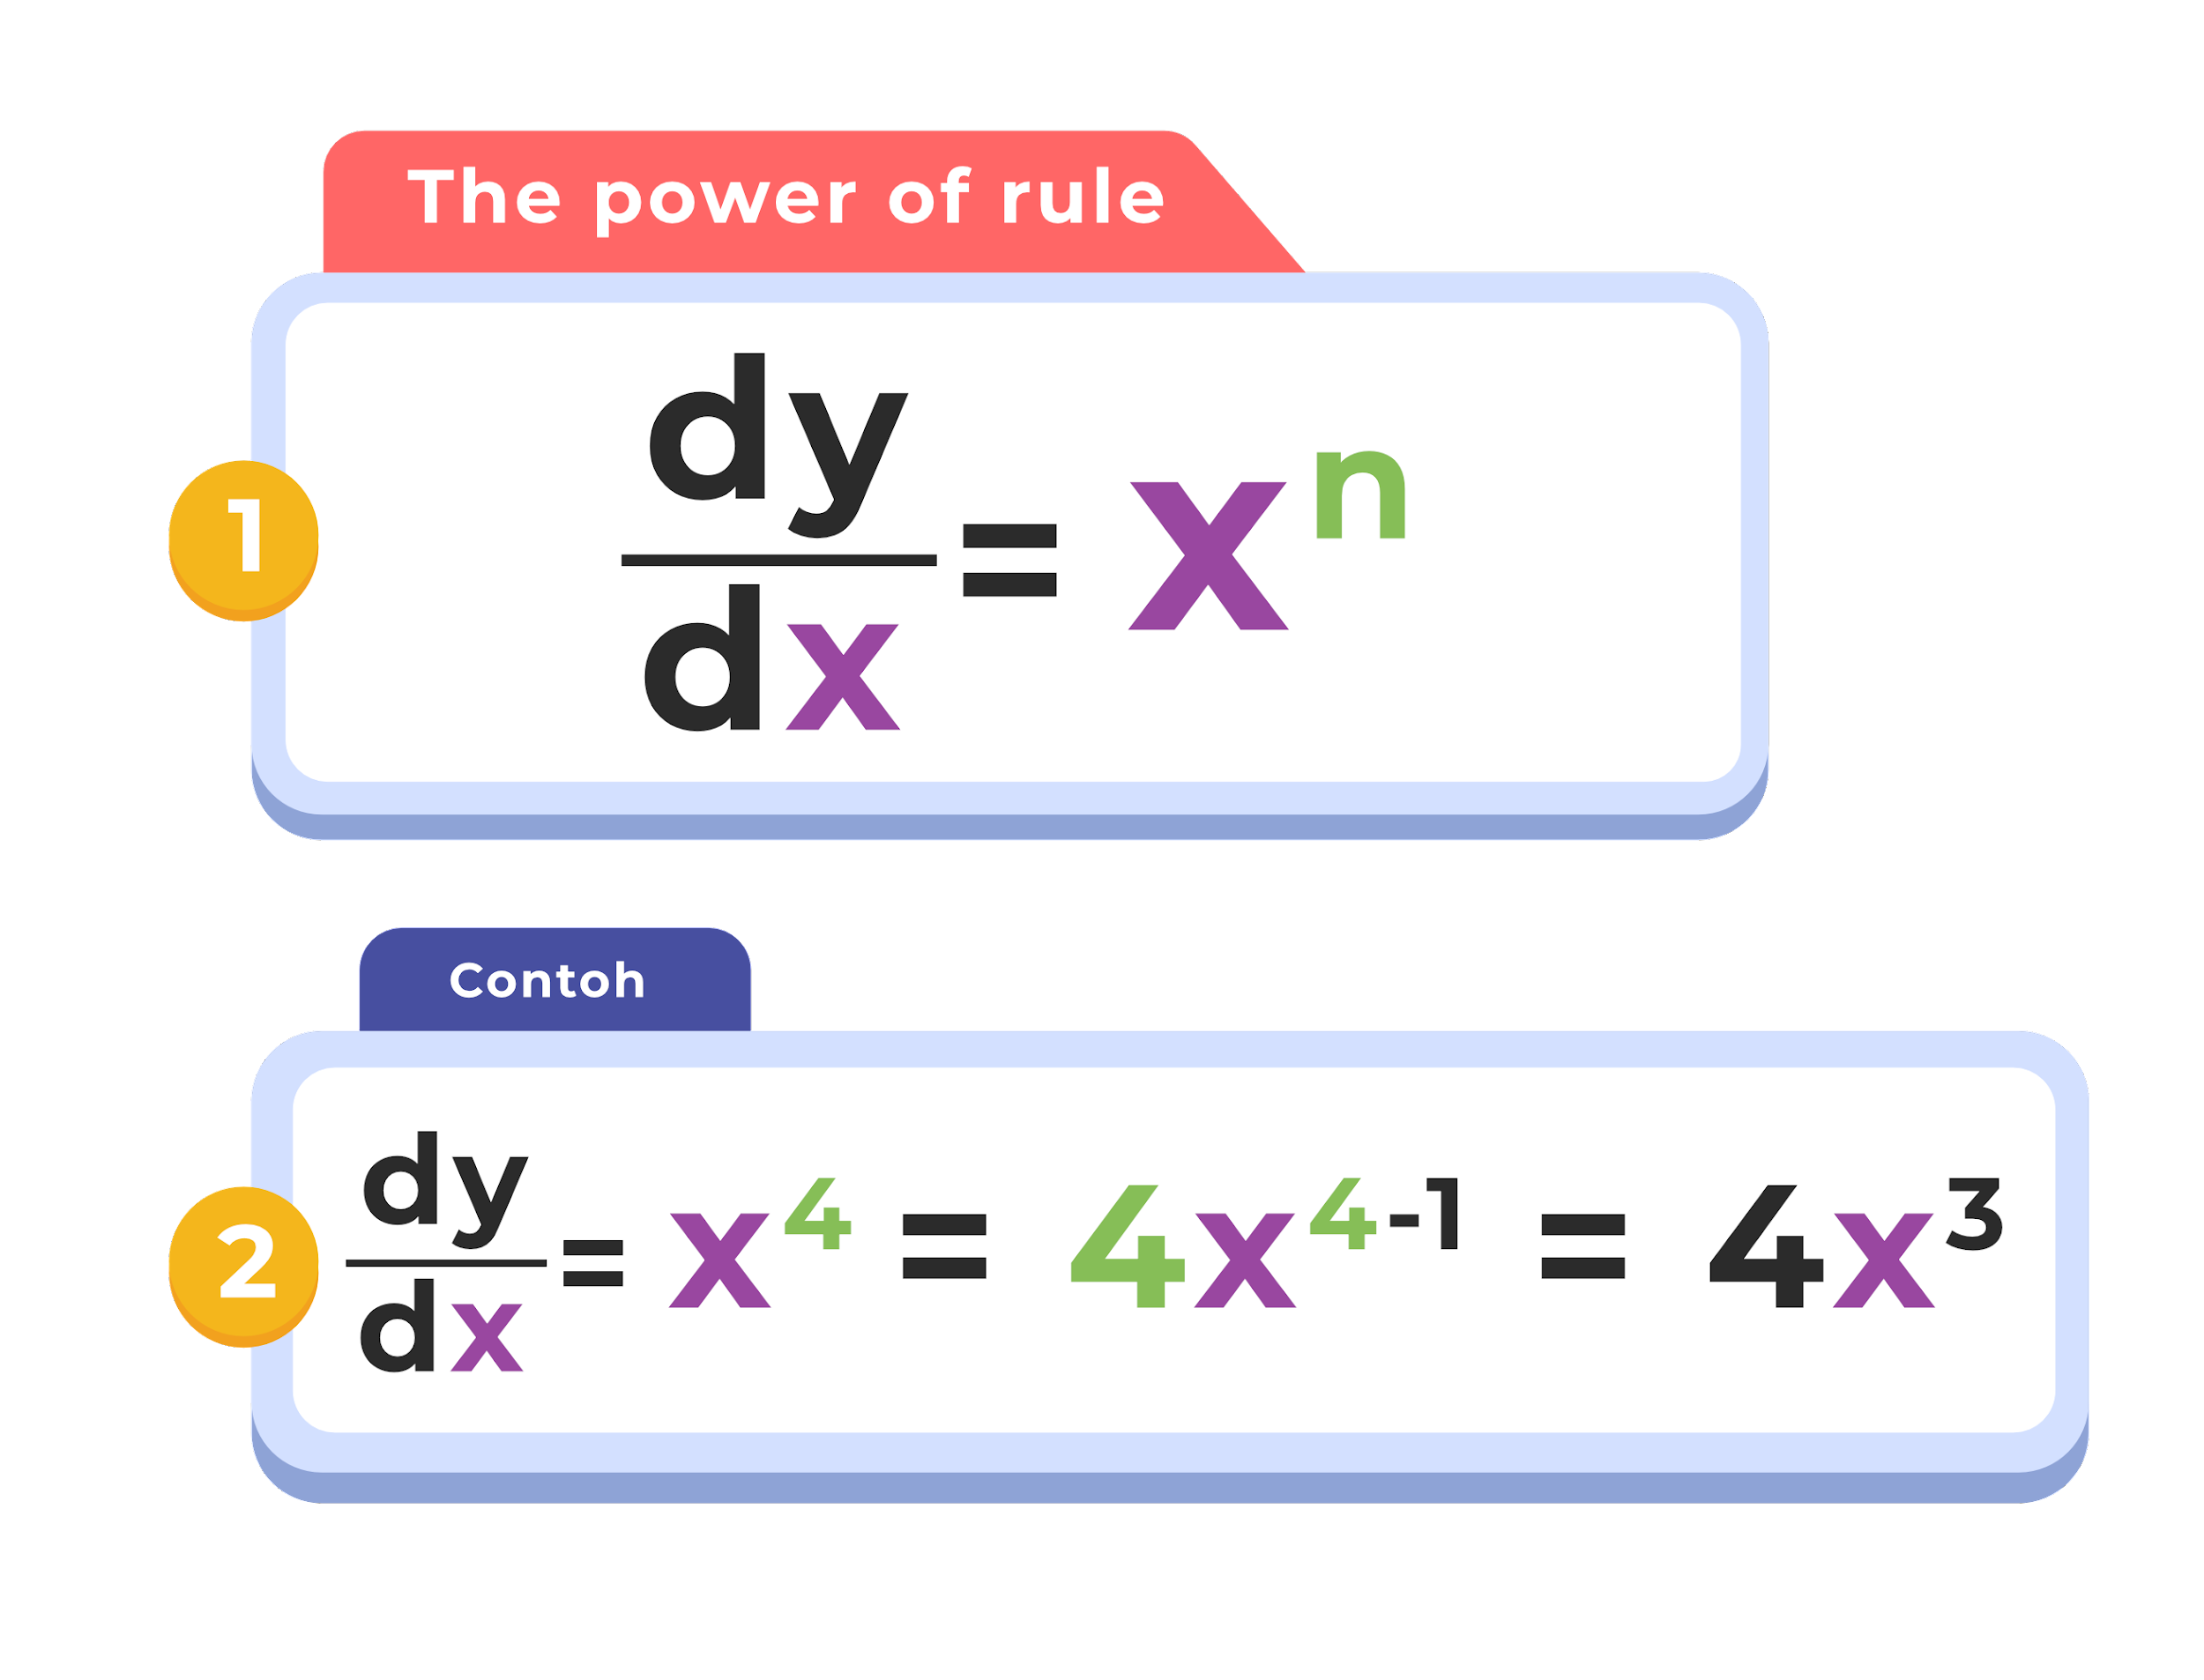 The power of rule
1
dy/dx = xⁿ
Contoh
2
dy/dx = x⁴ = 4x⁴⁻¹ = 4x³